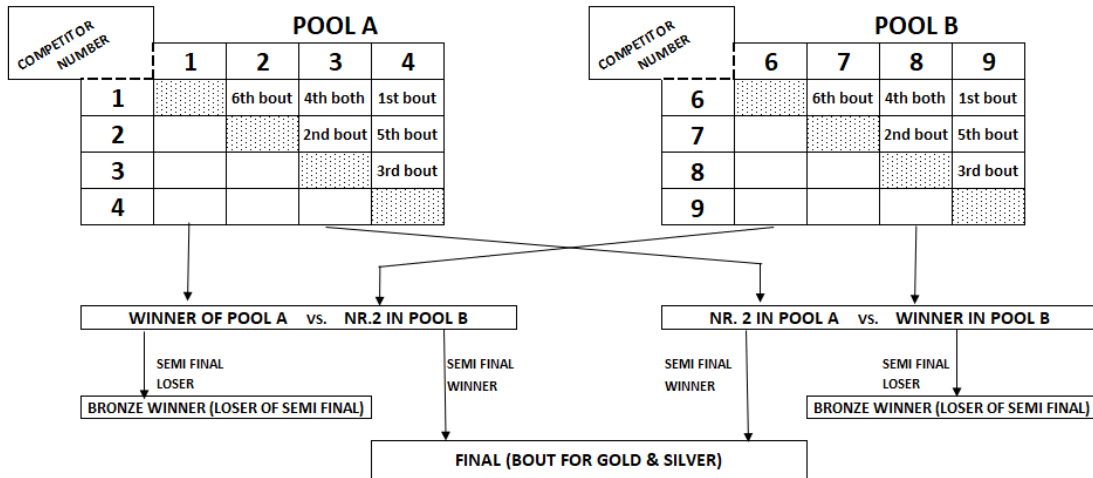 POOL A
POOL B
COMPETITOR
NUMBER
1 2 3 4
1 6th bout 4th both 1st bout
2 2nd bout 5th bout
3 3rd bout
4
COMPETITOR
NUMBER
6 7 8 9
6 6th bout 4th both 1st bout
7 2nd bout 5th bout
8 3rd bout
9
WINNER OF POOL A vs. NR.2 IN POOL B
NR. 2 IN POOL A vs. WINNER IN POOL B
SEMI FINAL
LOSER
SEMI FINAL
WINNER
SEMI FINAL
WINNER
SEMI FINAL
LOSER
BRONZE WINNER (LOSER OF SEMI FINAL)
BRONZE WINNER (LOSER OF SEMI FINAL)
FINAL (BOUT FOR GOLD & SILVER)